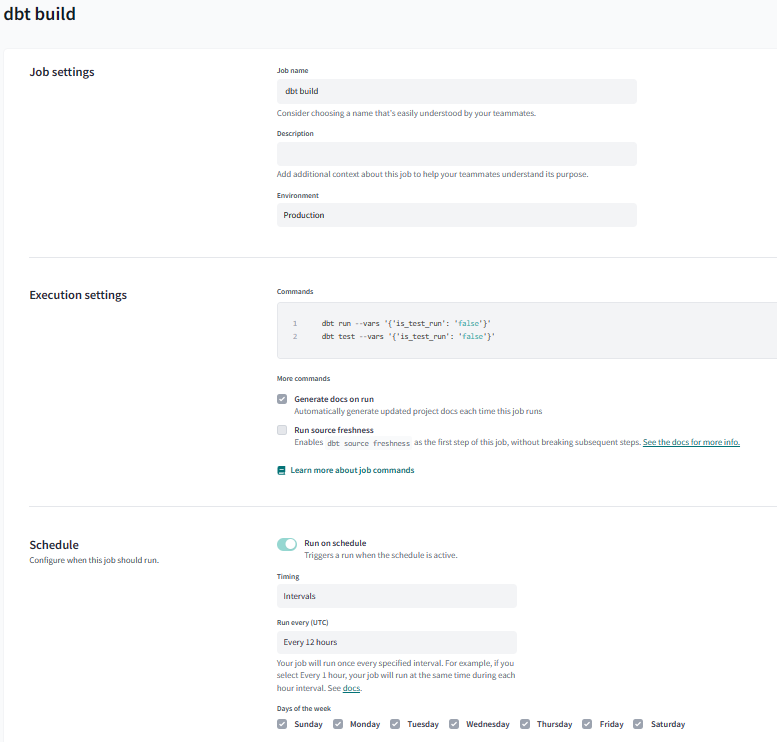 dbt build
Job settings
Job name
dbt build
Consider choosing a name that's easily understood by your teammates.
Description
Add additional context about this job to help your teammates understand its purpose.
Environment
Production
Execution settings
Commands
1 dbt run --vars '{'is_test_run': 'false'}'
2 dbt test --vars '{'is_test_run': 'false'}'
More commands
Generate docs on run
Automatically generate updated project docs each time this job runs
Run source freshness
Enables dbt source freshness as the first step of this job, without breaking subsequent steps. See the docs for more info.
Learn more about job commands
Schedule
Configure when this job should run.
Run on schedule
Triggers a run when the schedule is active.
Timing
Intervals
Run every (UTC)
Every 12 hours
Your job will run once every specified interval. For example, if you
select Every 1 hour, your job will run at the same time during each
hour interval. See docs.
Days of the week
Sunday Monday Tuesday Wednesday Thursday Friday Saturday